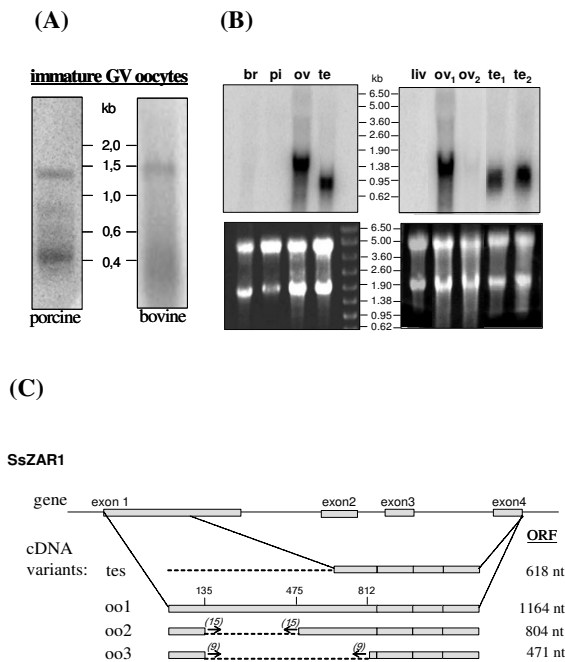 (A)
immature GV oocytes
kb
2,0
1,5
1,0
0,6
0,4
porcine bovine
(B)
br pi ov te kb liv ov1 ov2 te1 te2
6.50
5.00
3.60
2.60
1.90
1.38
0.95
0.62
6.50
5.00
3.60
2.60
1.90
1.38
0.95
0.62
(C)
SsZAR1
gene exon 1 exon2 exon3 exon4
ORF
cDNA
variants: tes 618 nt
135 475 812
oo1 1164 nt
oo2 (15) (15) 804 nt
oo3 (9) (9) 471 nt